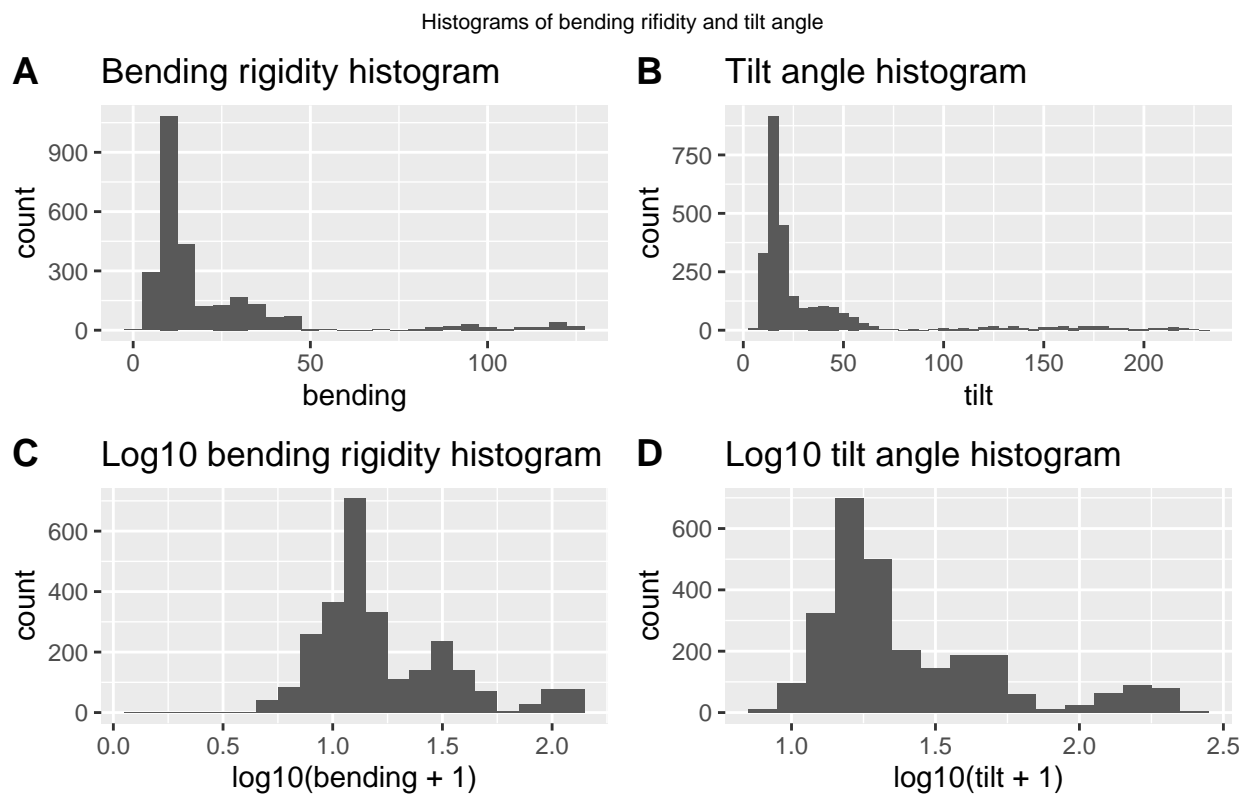 Histograms of bending rifidity and tilt angle
A Bending rigidity histogram
900
600
300
0
count
0 50 100
bending
B Tilt angle histogram
750
500
250
0
count
0 50 100 150 200
tilt
C Log10 bending rigidity histogram
600
400
200
0
count
0.0 0.5 1.0 1.5 2.0
log10(bending + 1)
D Log10 tilt angle histogram
600
400
200
0
count
1.0 1.5 2.0 2.5
log10(tilt + 1)